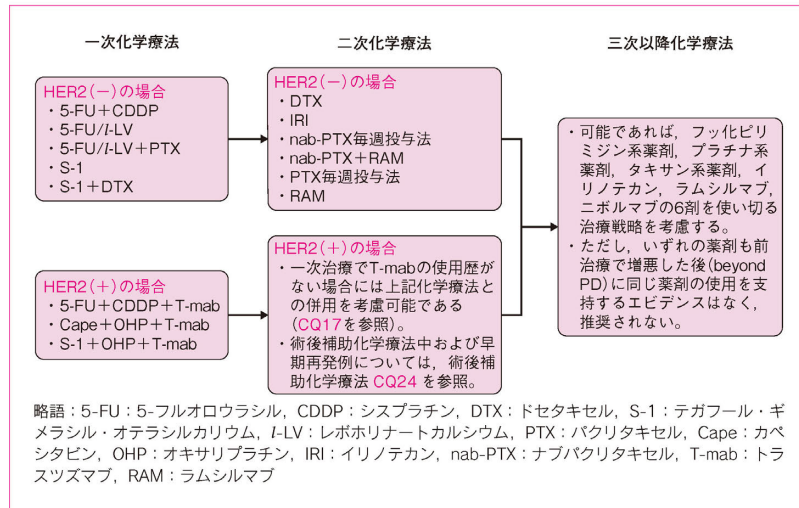 一次化学療法
二次化学療法
三次以降化学療法
HER2(−)の場合
・5-FU+CDDP
・5-FU/l-LV
・5-FU/l-LV+PTX
・S-1
・S-1+DTX
HER2(+)の場合
・5-FU+CDDP+T-mab
・Cape+OHP+T-mab
・S-1+OHP+T-mab
HER2(−)の場合
・DTX
・IRI
・nab-PTX毎週投与法
・nab-PTX+RAM
・PTX毎週投与法
・RAM
HER2(+)の場合
・一次治療でT-mabの使用歴が
ない場合には上記化学療法と
の併用を考慮可能である
(CQ17を参照)。
・術後補助化学療法中および早
期再発例については,術後補
助化学療法 CQ24 を参照。
・可能であれば,フッ化ピリ
ミジン系薬剤,プラチナ系
薬剤,タキサン系薬剤,イ
リノテカン,ラムシルマブ,
ニボルマブの6剤を使い切る
治療戦略を考慮する。
・ただし,いずれの薬剤も前
治療で増悪した後(beyond
PD)に同じ薬剤の使用を支
持するエビデンスはなく,
推奨されない。
略語:5-FU:5-フルオロウラシル,CDDP:シスプラチン,DTX:ドセタキセル,S-1:テガフール・ギ
メラシル・オテラシルカリウム,l-LV:レボホリナートカルシウム,PTX:パクリタキセル,Cape:カペ
シタビン,OHP:オキサリプラチン,IRI:イリノテカン,nab-PTX:ナブパクリタキセル,T-mab:トラ
スツズマブ,RAM:ラムシルマブ